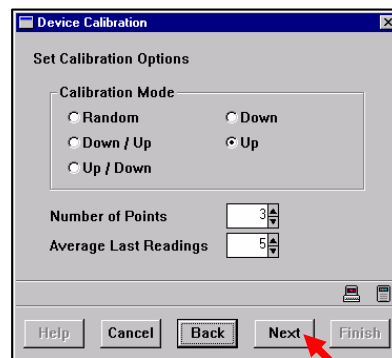 Device Calibration
Set Calibration Options
Calibration Mode
Random Down
Down / Up Up
Up / Down
Number of Points 3
Average Last Readings 5
Help Cancel Back Next Finish